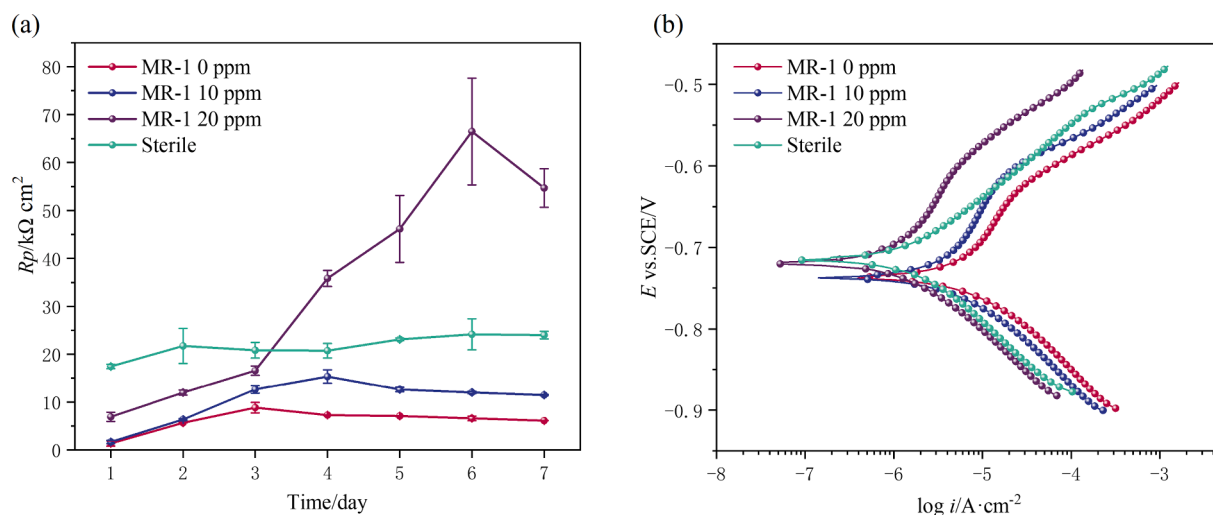 (a)
MR-1 0 ppm
MR-1 10 ppm
MR-1 20 ppm
Sterile
Rp/kΩ cm²
80
70
60
50
40
30
20
10
0
1 2 3 4 5 6 7
Time/day
(b)
MR-1 0 ppm
MR-1 10 ppm
MR-1 20 ppm
Sterile
E vs.SCE/V
−0.5
−0.6
−0.7
−0.8
−0.9
-8 -7 -6 -5 -4 -3
log i/A·cm⁻²